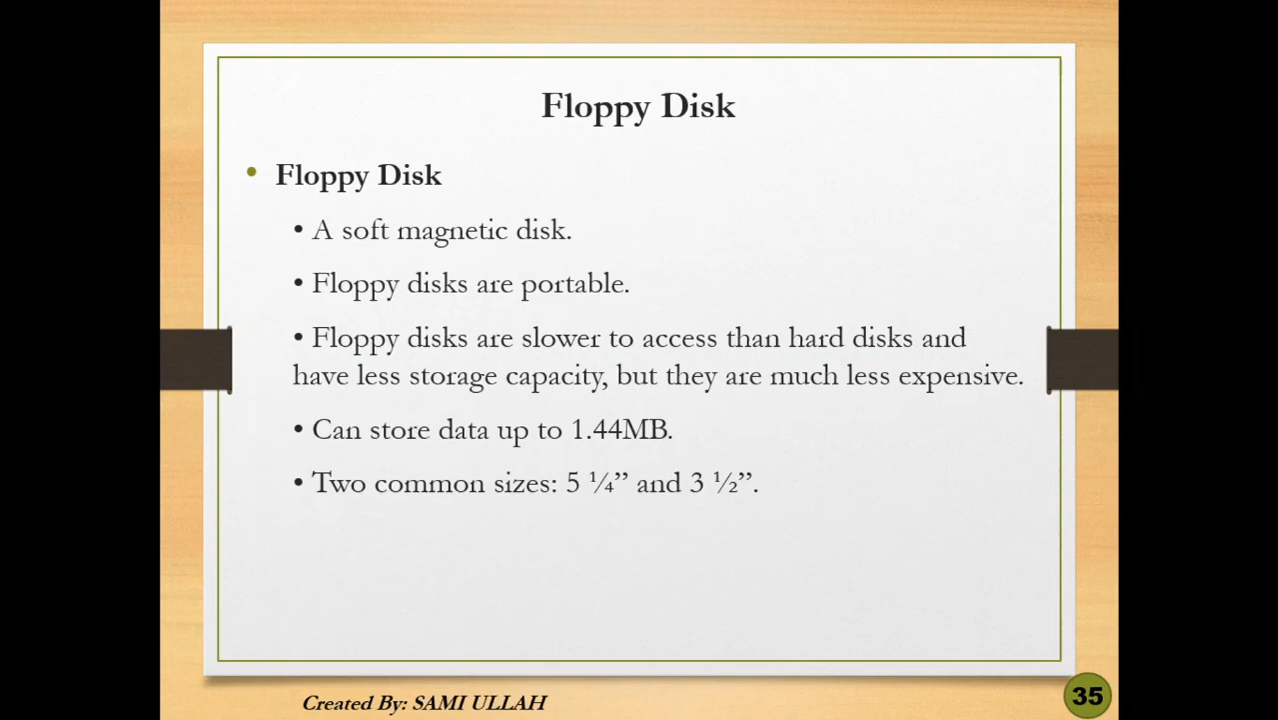 Floppy Disk
• Floppy Disk
• A soft magnetic disk.
• Floppy disks are portable.
• Floppy disks are slower to access than hard disks and
have less storage capacity, but they are much less expensive.
• Can store data up to 1.44MB.
• Two common sizes: 5 ¼” and 3 ½”.
Created By: SAMI ULLAH
35